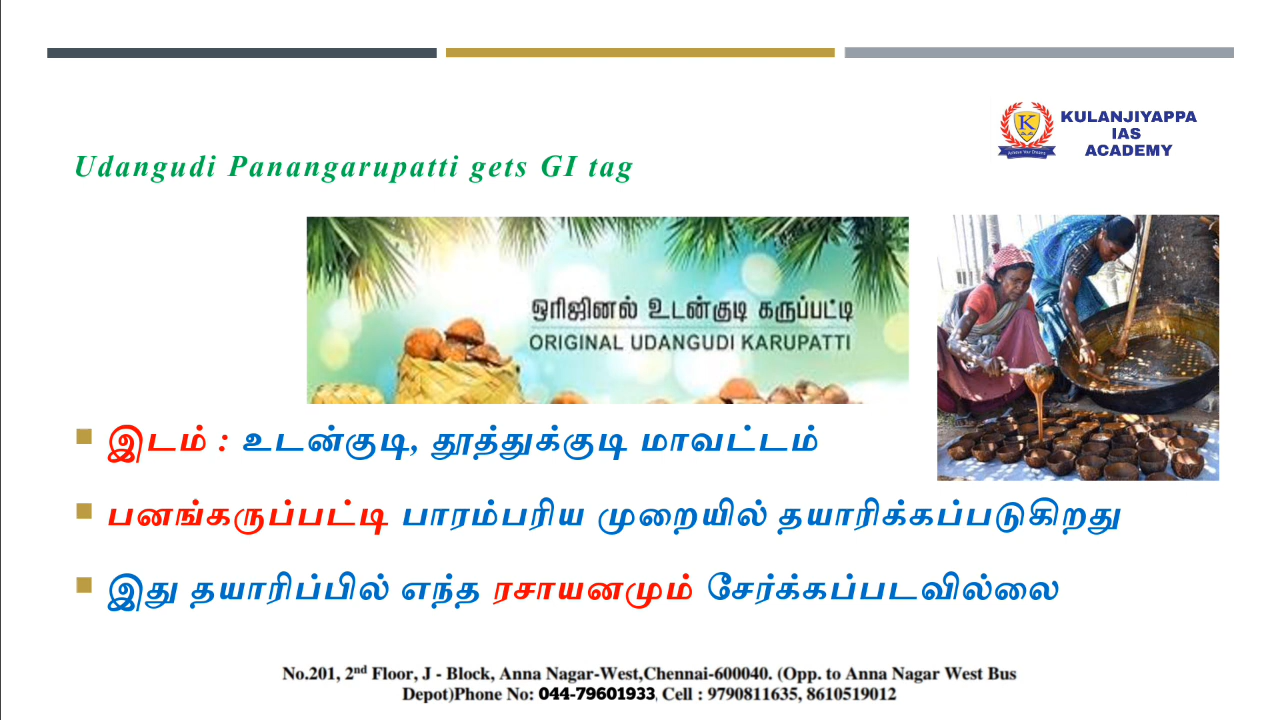 KULANJIYAPPA
IAS
ACADEMY
Udangudi Panangarupatti gets GI tag
ஒரிஜினல் உடன்குடி கருப்பட்டி
ORIGINAL UDANGUDI KARUPATTI
இடம் : உடன்குடி, தூத்துக்குடி மாவட்டம்
பனங்கருப்பட்டி பாரம்பரிய முறையில் தயாரிக்கப்படுகிறது
இது தயாரிப்பில் எந்த ரசாயனமும் சேர்க்கப்படவில்லை
No.201, 2nd Floor, J - Block, Anna Nagar-West,Chennai-600040. (Opp. to Anna Nagar West Bus
Depot)Phone No: 044-79601933, Cell : 9790811635, 8610519012